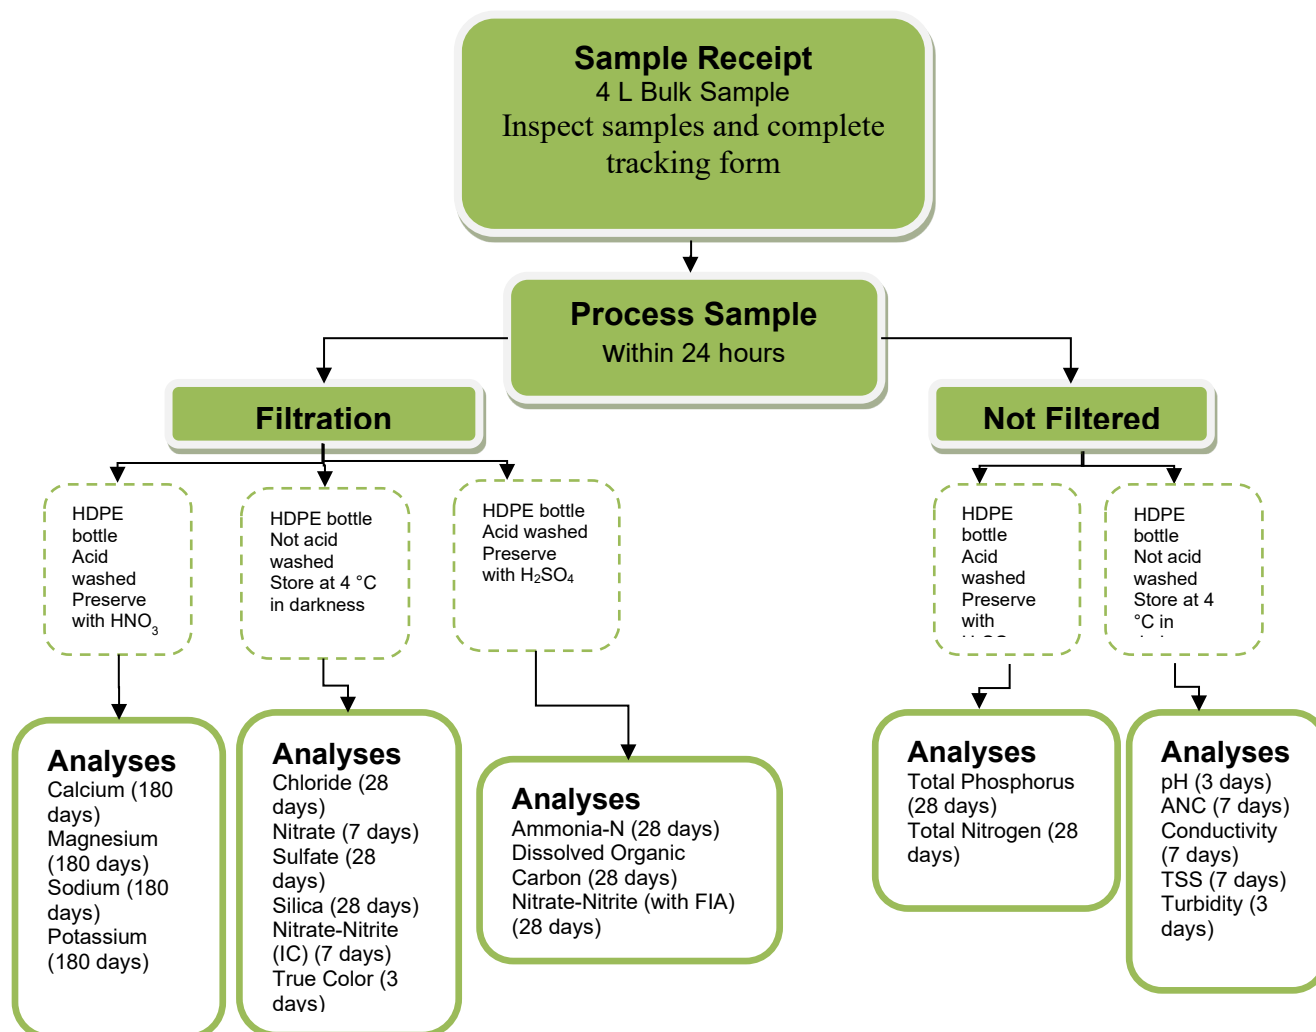 Sample Receipt
4 L Bulk Sample
Inspect samples and complete
tracking form
Process Sample
Within 24 hours
Filtration
Not Filtered
HDPE
bottle
Acid
washed
Preserve
with HNO3
HDPE bottle
Not acid
washed
Store at 4 °C
in darkness
HDPE bottle
Acid washed
Preserve
with H2SO4
HDPE
bottle
Acid
washed
Preserve
with
HDPE
bottle
Not acid
washed
Store at 4
°C in
Analyses
Calcium (180
days)
Magnesium
(180 days)
Sodium (180
days)
Potassium
(180 days)
Analyses
Chloride (28
days)
Nitrate (7 days)
Sulfate (28
days)
Silica (28 days)
Nitrate-Nitrite
(IC) (7 days)
True Color (3
days)
Analyses
Ammonia-N (28 days)
Dissolved Organic
Carbon (28 days)
Nitrate-Nitrite (with FIA)
(28 days)
Analyses
Total Phosphorus
(28 days)
Total Nitrogen (28
days)
Analyses
pH (3 days)
ANC (7 days)
Conductivity
(7 days)
TSS (7 days)
Turbidity (3
days)